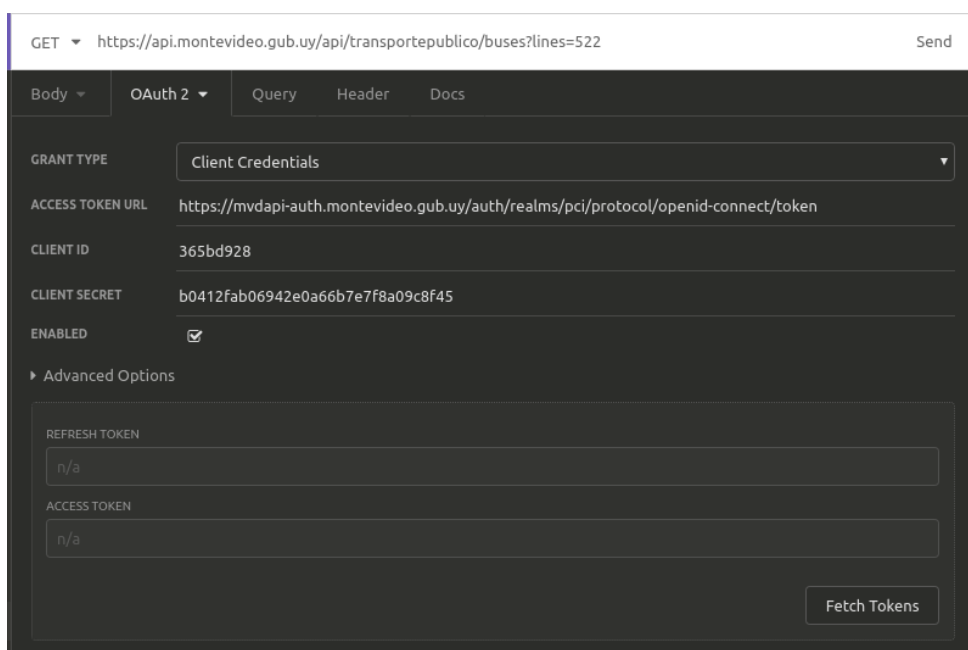 GET https://api.montevideo.gub.uy/api/transportepublico/buses?lines=522 Send
Body OAuth 2 Query Header Docs
GRANT TYPE Client Credentials
ACCESS TOKEN URL https://mvdapi-auth.montevideo.gub.uy/auth/realms/pci/protocol/openid-connect/token
CLIENT ID 365bd928
CLIENT SECRET b0412fab06942e0a66b7e7f8a09c8f45
ENABLED
Advanced Options
REFRESH TOKEN
n/a
ACCESS TOKEN
n/a
Fetch Tokens